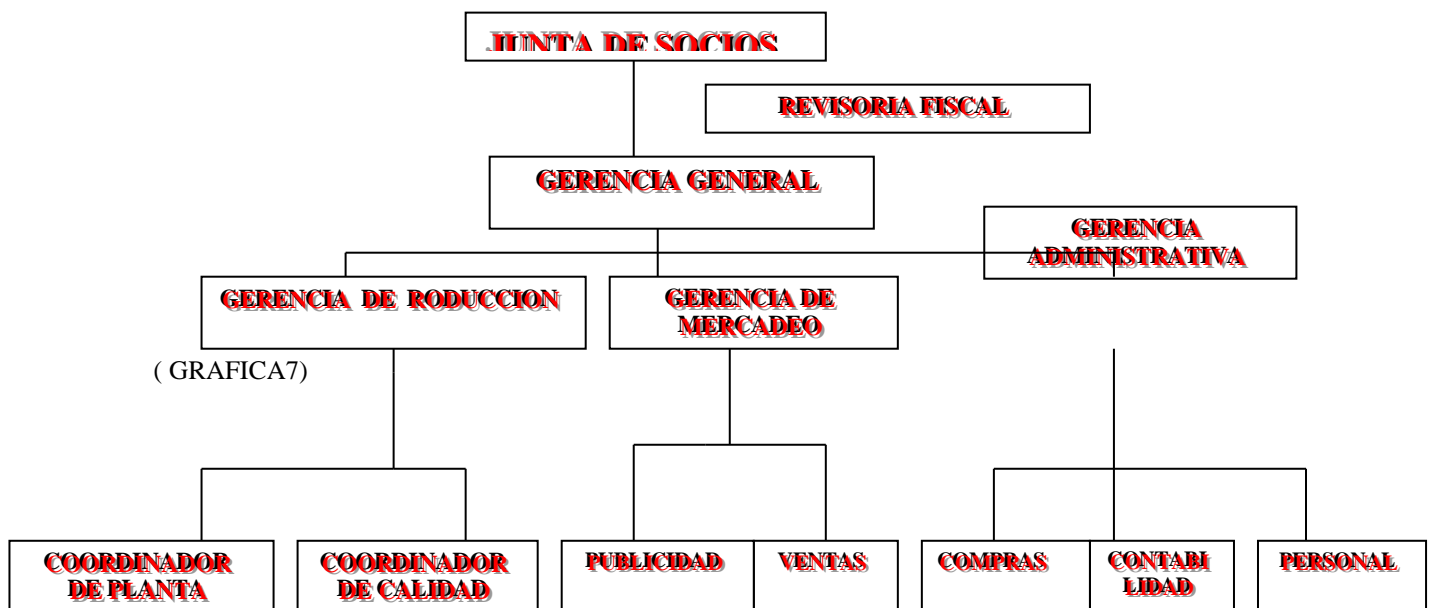 JUNTA DE SOCIOS
REVISORIA FISCAL
GERENCIA GENERAL
GERENCIA
ADMINISTRATIVA
GERENCIA DE RODUCCION
GERENCIA DE
MERCADEO
( GRAFICA7)
COORDINADOR
DE PLANTA
COORDINADOR
DE CALIDAD
PUBLICIDAD
VENTAS
COMPRAS
CONTABI
LIDAD
PERSONAL